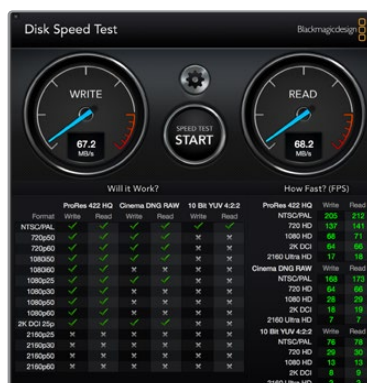 Disk Speed Test
Blackmagicdesign
WRITE
READ
67.2
MB/s
SPEED TEST
START
68.2
MB/s
Will it Work?
How Fast? (FPS)
ProRes 422 HQ Cinema DNG RAW 10 Bit YUV 4:2:2
Format Write Read Write Read Write Read
NTSC/PAL
720p50
720p60
1080i50
1080i60
1080p25
1080p30
1080p50
1080p60
2K DCI 25p
2160p25
2160p30
2160p50
2160p60
ProRes 422 HQ Write Read
NTSC/PAL 205 212
720 HD 137 141
1080 HD 68 71
2K DCI 64 66
2160 Ultra HD 17 18
Cinema DNG RAW Write Read
NTSC/PAL 168 173
720 HD 64 66
1080 HD 28 29
2K DCI 18 19
2160 Ultra HD 7 7
10 Bit YUV 4:2:2 Write Read
NTSC/PAL 76 78
720 HD 29 30
1080 HD 13 13
2K DCI 8 9
2160 Ultra HD